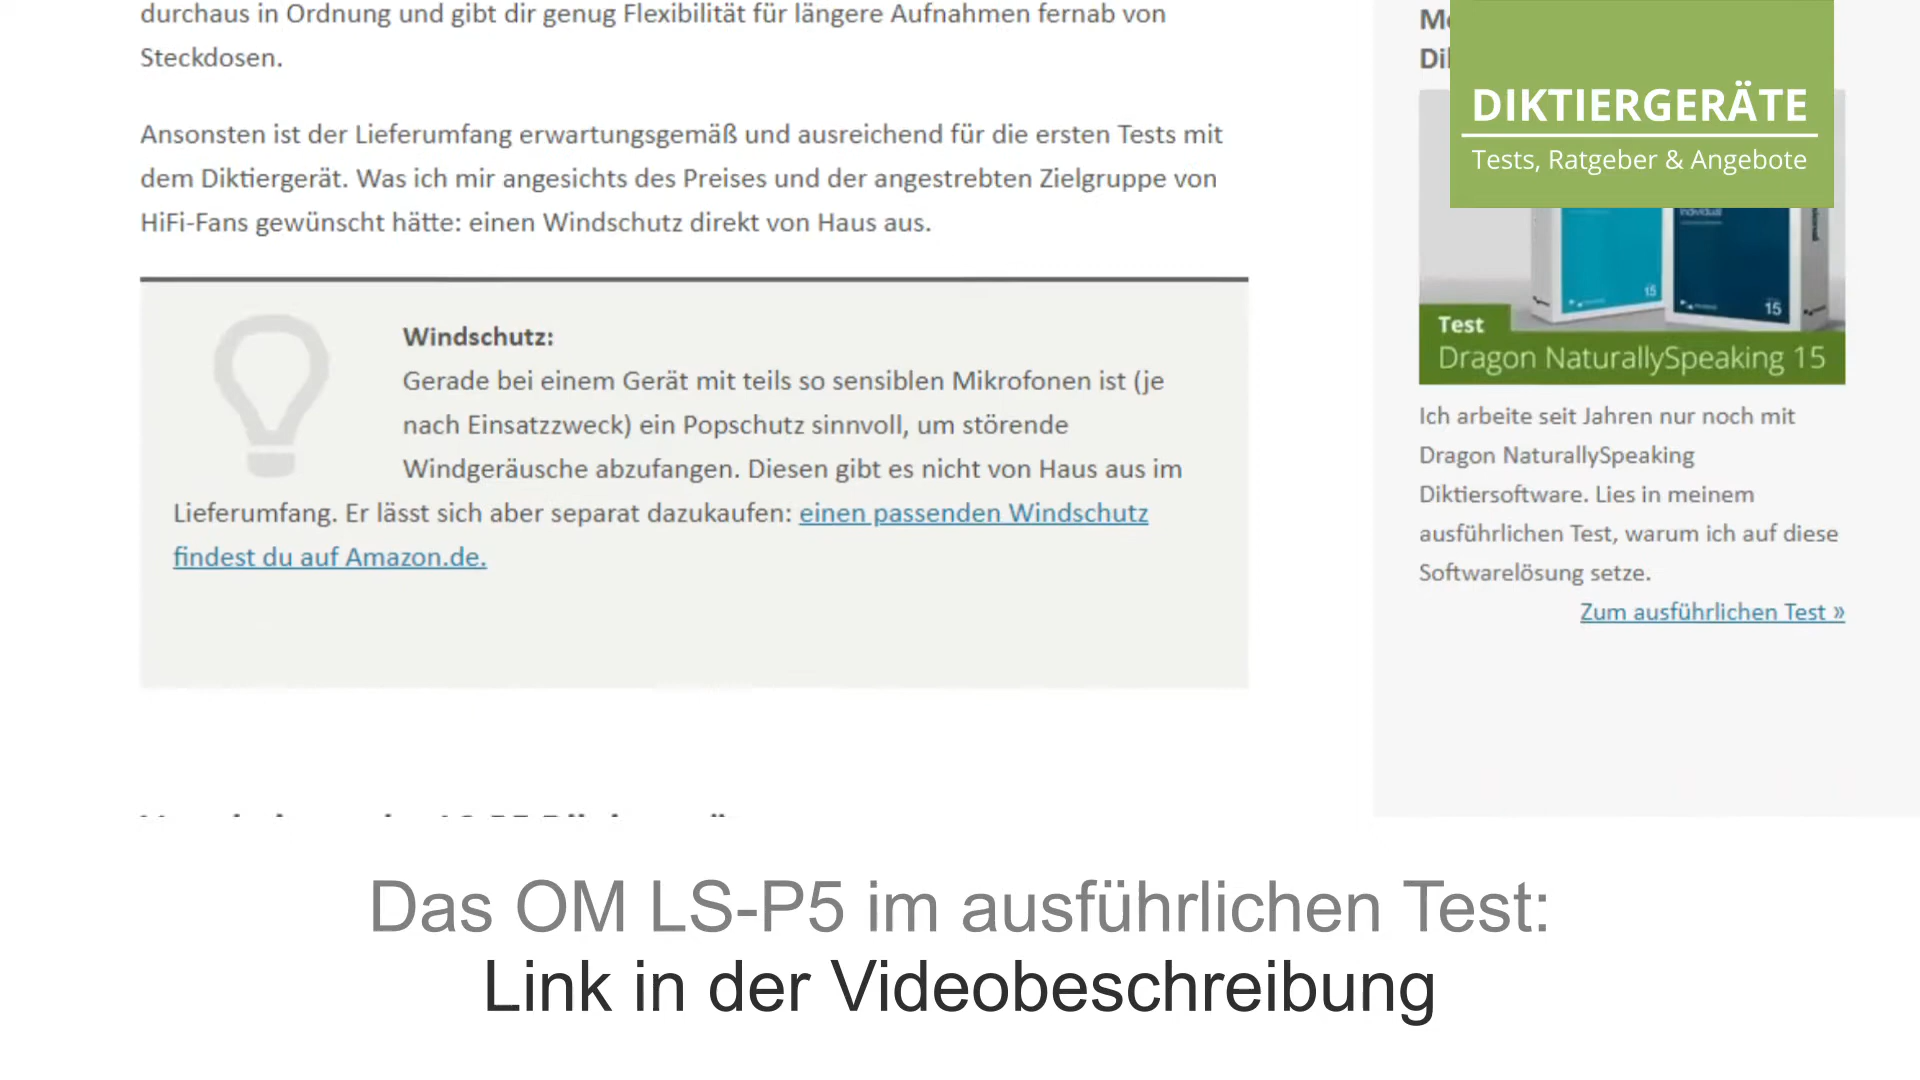 durchaus in Ordnung und gibt dir genug Flexibilität für längere Aufnahmen fernab von
Steckdosen.
Ansonsten ist der Lieferumfang erwartungsgemäß und ausreichend für die ersten Tests mit
dem Diktiergerät. Was ich mir angesichts des Preises und der angestrebten Zielgruppe von
HiFi-Fans gewünscht hätte: einen Windschutz direkt von Haus aus.
Windschutz:
Gerade bei einem Gerät mit teils so sensiblen Mikrofonen ist (je
nach Einsatzzweck) ein Popschutz sinnvoll, um störende
Windgeräusche abzufangen. Diesen gibt es nicht von Haus aus im
Lieferumfang. Er lässt sich aber separat dazukaufen: einen passenden Windschutz
findest du auf Amazon.de.
DIKTIERGERÄTE
Tests, Ratgeber & Angebote
individual
15
15
Test
Dragon NaturallySpeaking 15
Ich arbeite seit Jahren nur noch mit
Dragon NaturallySpeaking
Diktiersoftware. Lies in meinem
ausführlichen Test, warum ich auf diese
Softwarelösung setze.
Zum ausführlichen Test »
Das OM LS-P5 im ausführlichen Test:
Link in der Videobeschreibung